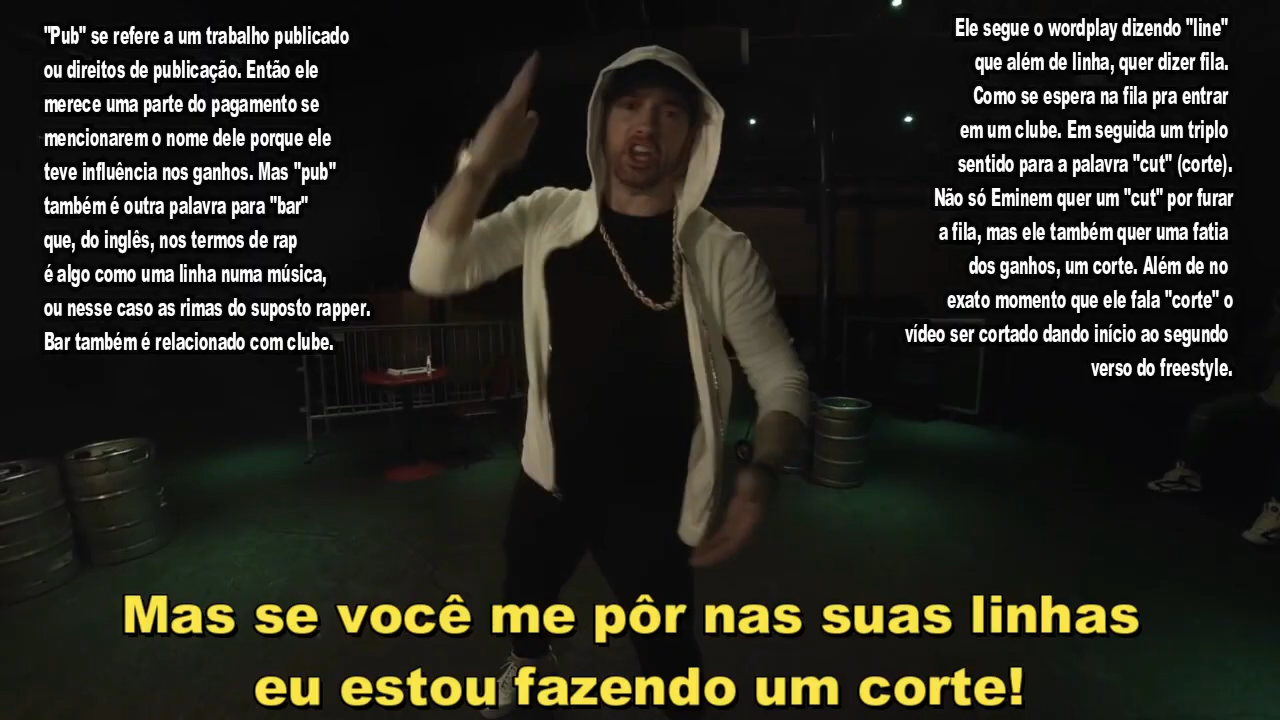 "Pub" se refere a um trabalho publicado
ou direitos de publicação. Então ele
merece uma parte do pagamento se
mencionarem o nome dele porque ele
teve influência nos ganhos. Mas "pub"
também é outra palavra para "bar"
que, do inglês, nos termos de rap
é algo como uma linha numa música,
ou nesse caso as rimas do suposto rapper.
Bar também é relacionado com clube.
Ele segue o wordplay dizendo "line"
que além de linha, quer dizer fila.
Como se espera na fila pra entrar
em um clube. Em seguida um triplo
sentido para a palavra "cut" (corte).
Não só Eminem quer um "cut" por furar
a fila, mas ele também quer uma fatia
dos ganhos, um corte. Além de no
exato momento que ele fala "corte" o
vídeo ser cortado dando início ao segundo
verso do freestyle.
Mas se você me pôr nas suas linhas
eu estou fazendo um corte!